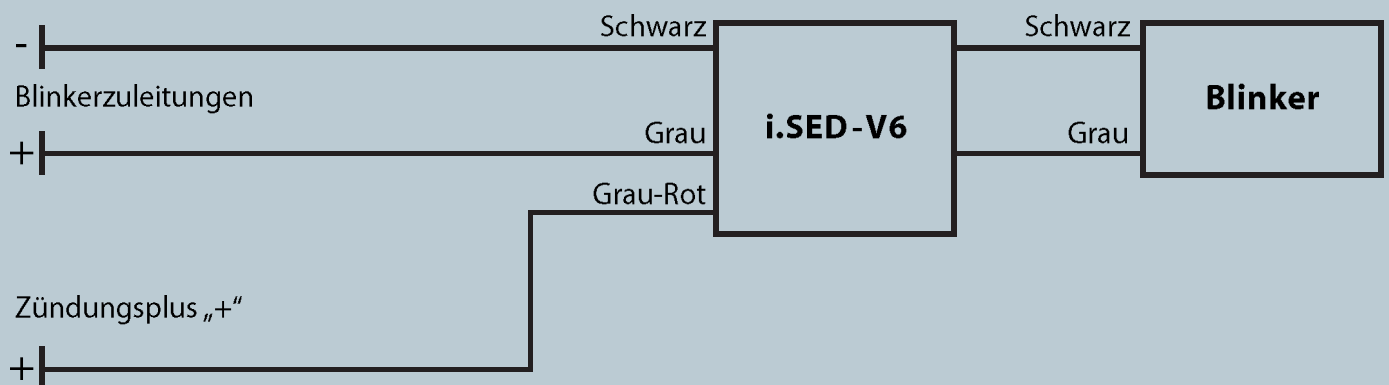 - Schwarz Schwarz
Blinkerzuleitungen i.SED-V6 Blinker
+ Grau Grau
Grau-Rot
Zündungsplus „+“
+